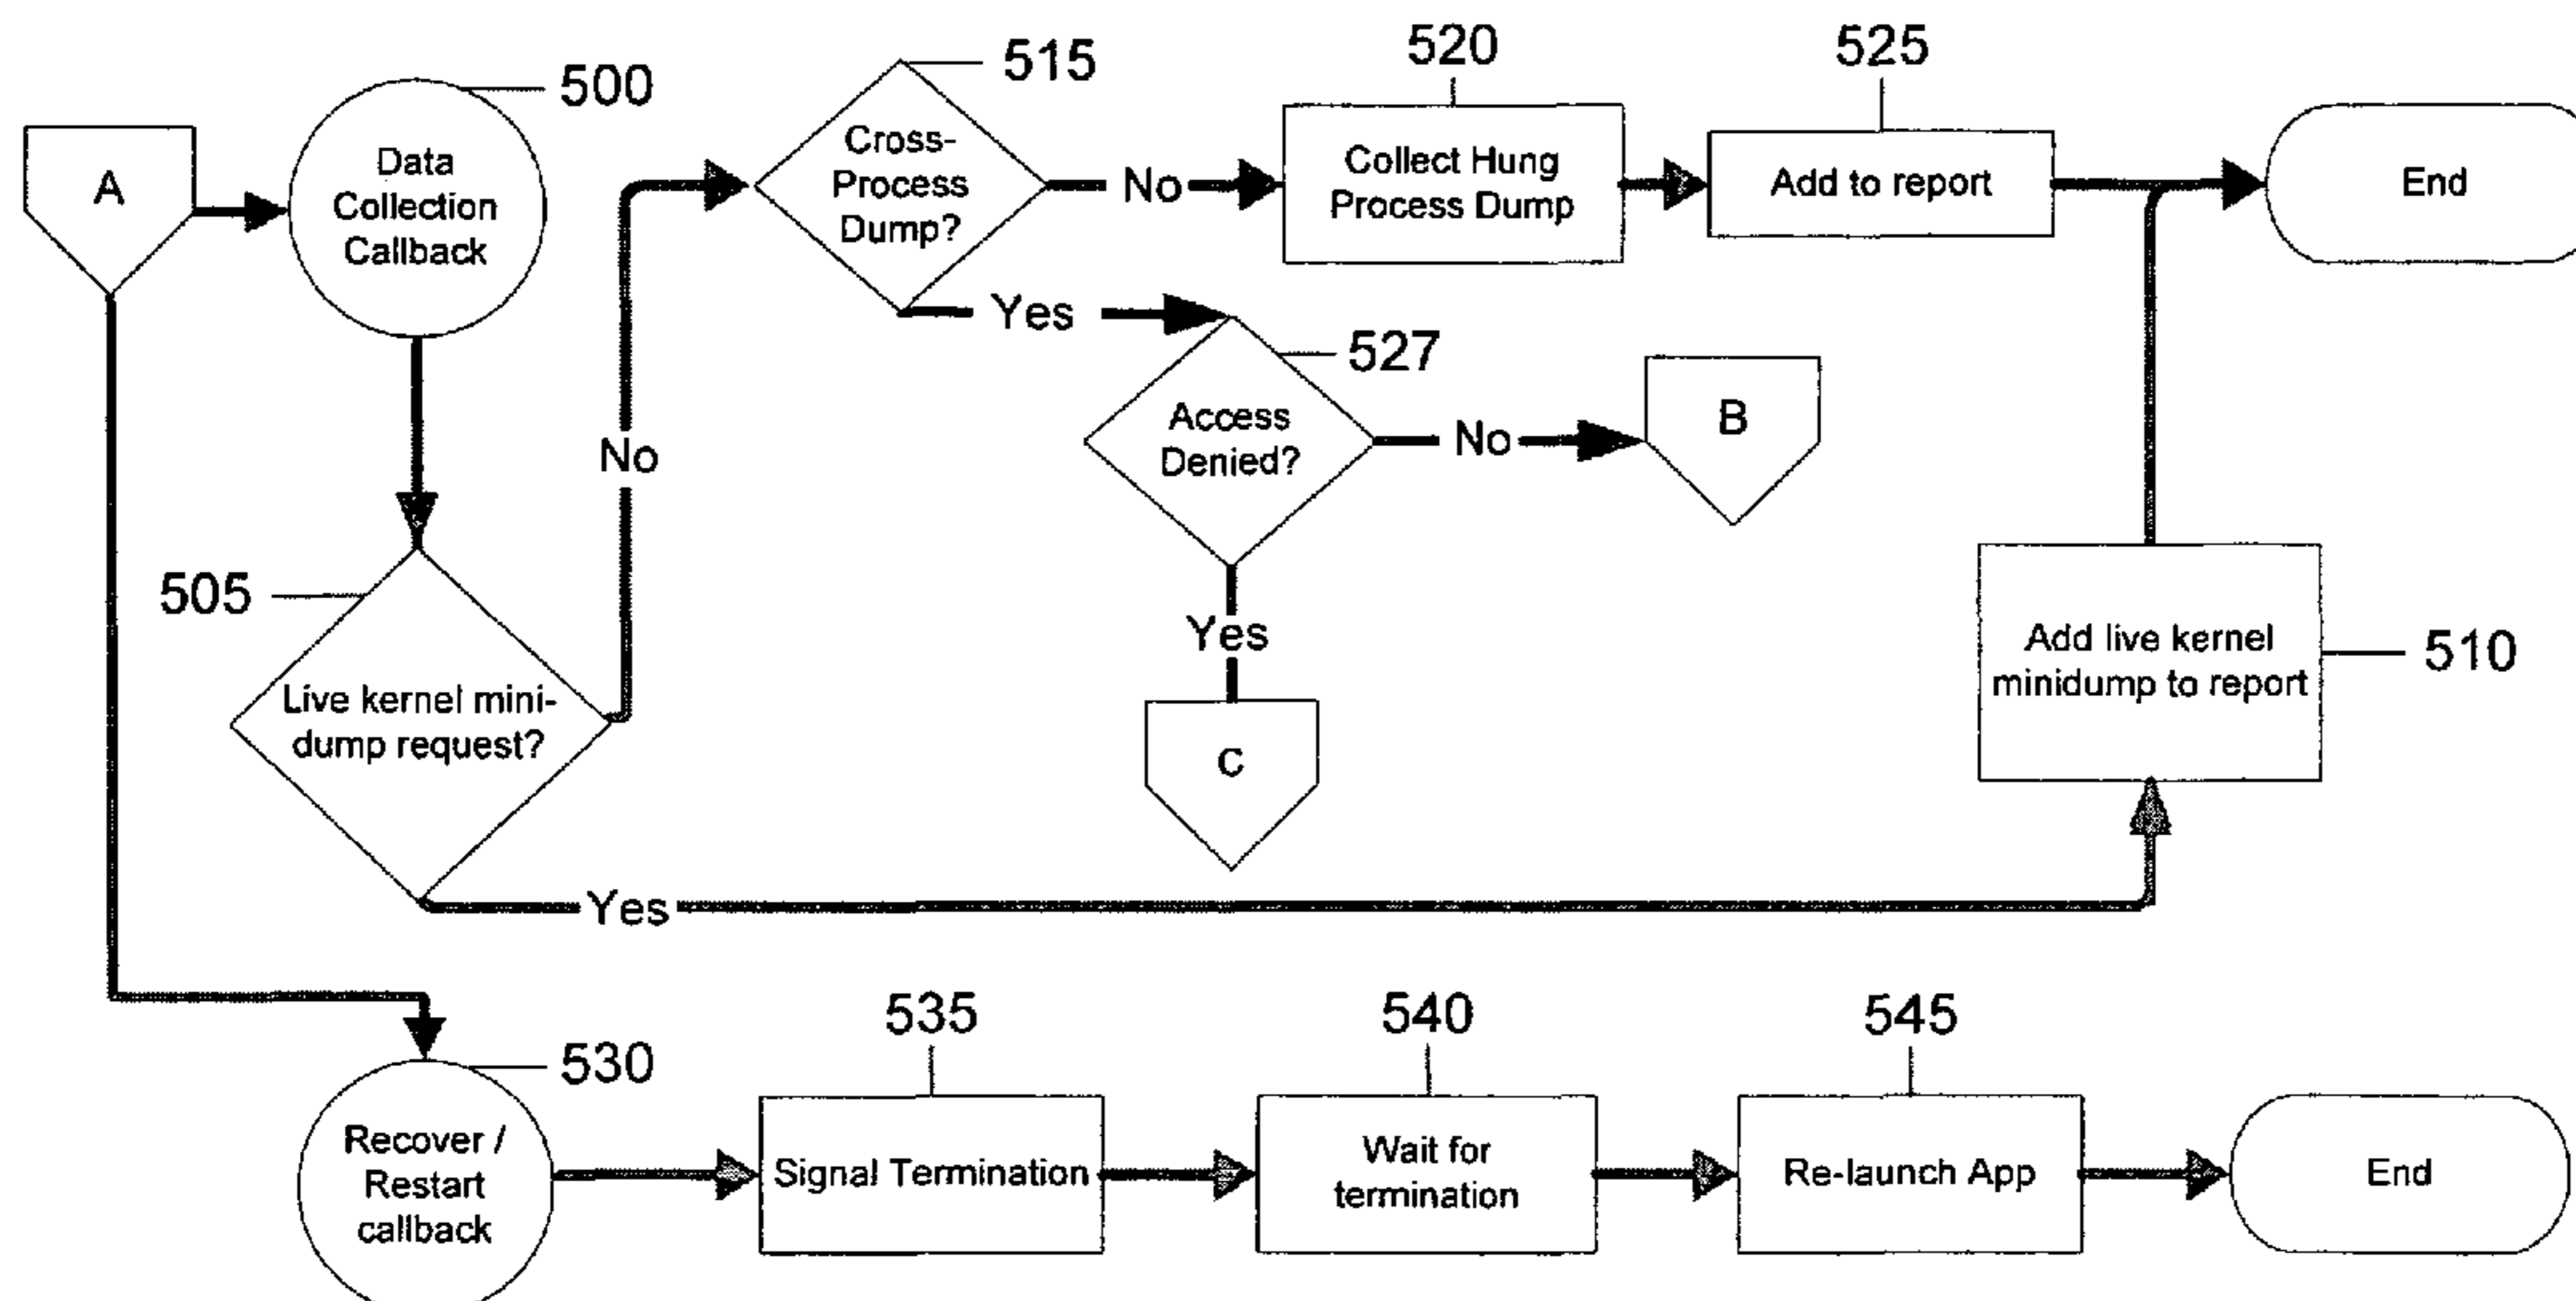 515
520
525
500
A
Data
Collection
Callback
Cross-
Process
Dump?
No
Collect Hung
Process Dump
Add to report
End
Yes
527
Access
Denied?
No
B
No
505
Yes
Live kernel mini-
dump request?
C
Add live kernel
minidump to report
510
Yes
530
535
540
545
Recover /
Restart
callback
Signal Termination
Wait for
termination
Re-launch App
End